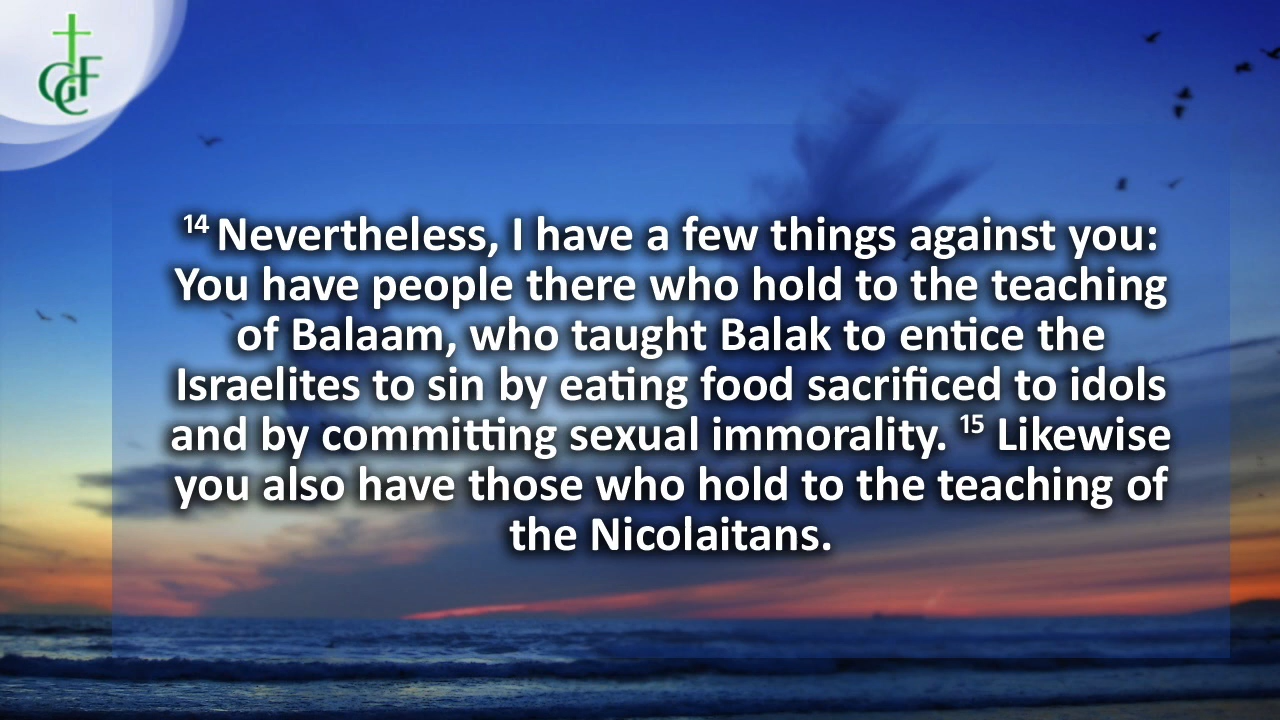 GCF
14 Nevertheless, I have a few things against you:
You have people there who hold to the teaching
of Balaam, who taught Balak to entice the
Israelites to sin by eating food sacrificed to idols
and by committing sexual immorality. 15 Likewise
you also have those who hold to the teaching of
the Nicolaitans.